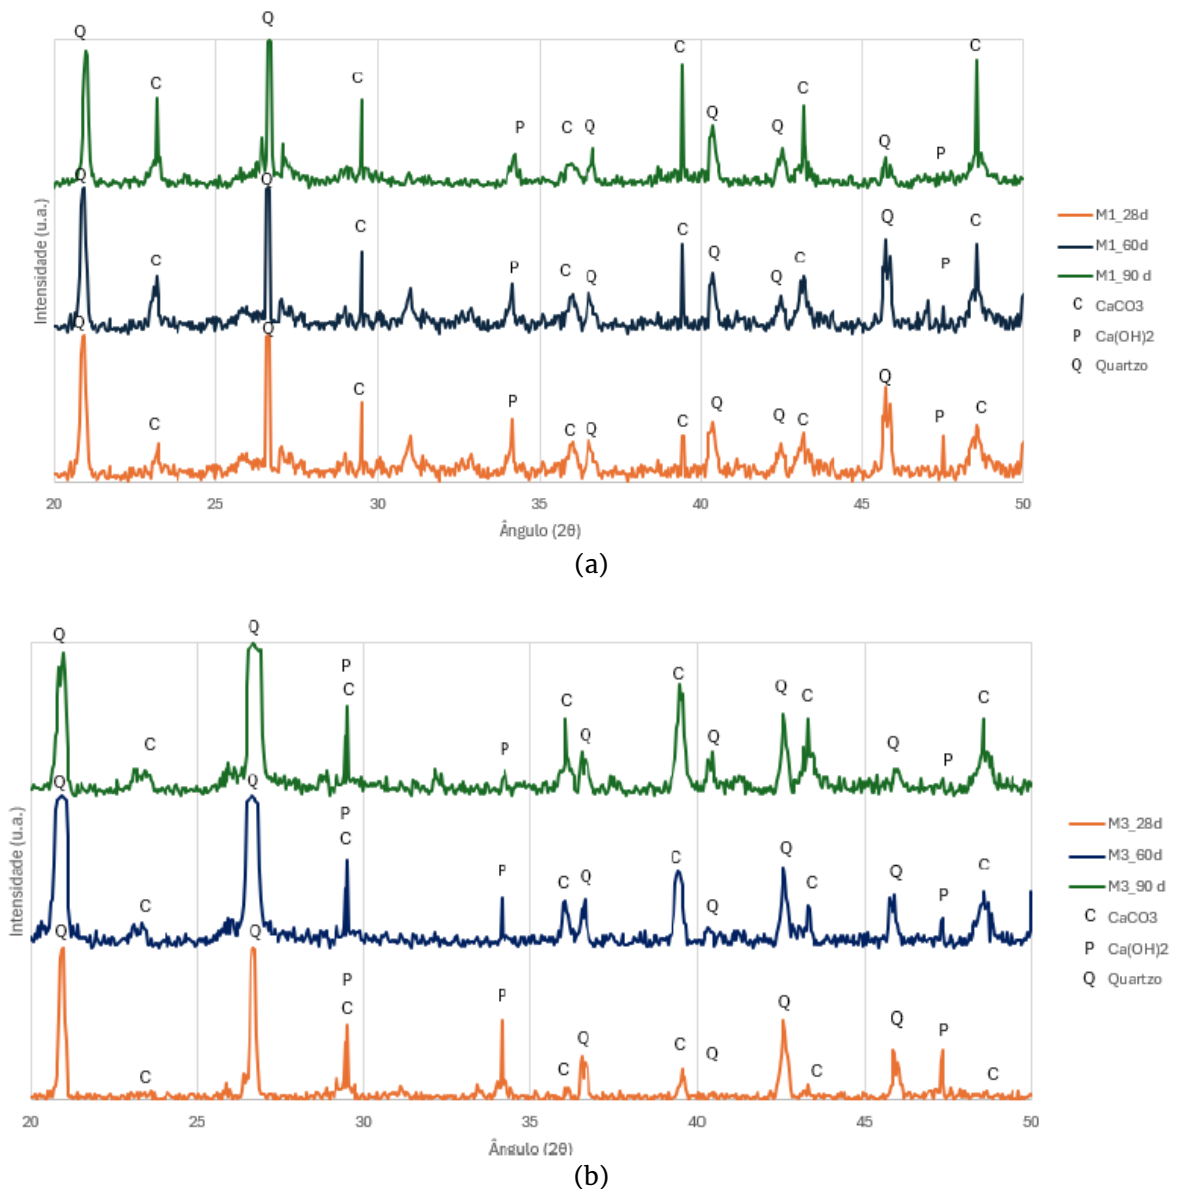 Q Q
Q C C P C Q C Q Q C Q P C
Intensidade (u.a.)
Q Q C C P C Q C Q Q C Q P C
Q Q C C P C Q C Q Q C Q P C
20 25 30 35 40 45 50
Ângulo (2θ)
M1_28d
M1_60d
M1_90 d
C CaCO3
P Ca(OH)2
Q Quartzo
(a)
Q C Q P C P C Q C Q Q C Q P C
Intensidade (u.a.)
Q C Q P C P C Q C Q Q C Q P C
Q C Q P C P C Q C Q Q C Q P C
20 25 30 35 40 45 50
Ângulo (2θ)
M3_28d
M3_60d
M3_90 d
C CaCO3
P Ca(OH)2
Q Quartzo
(b)